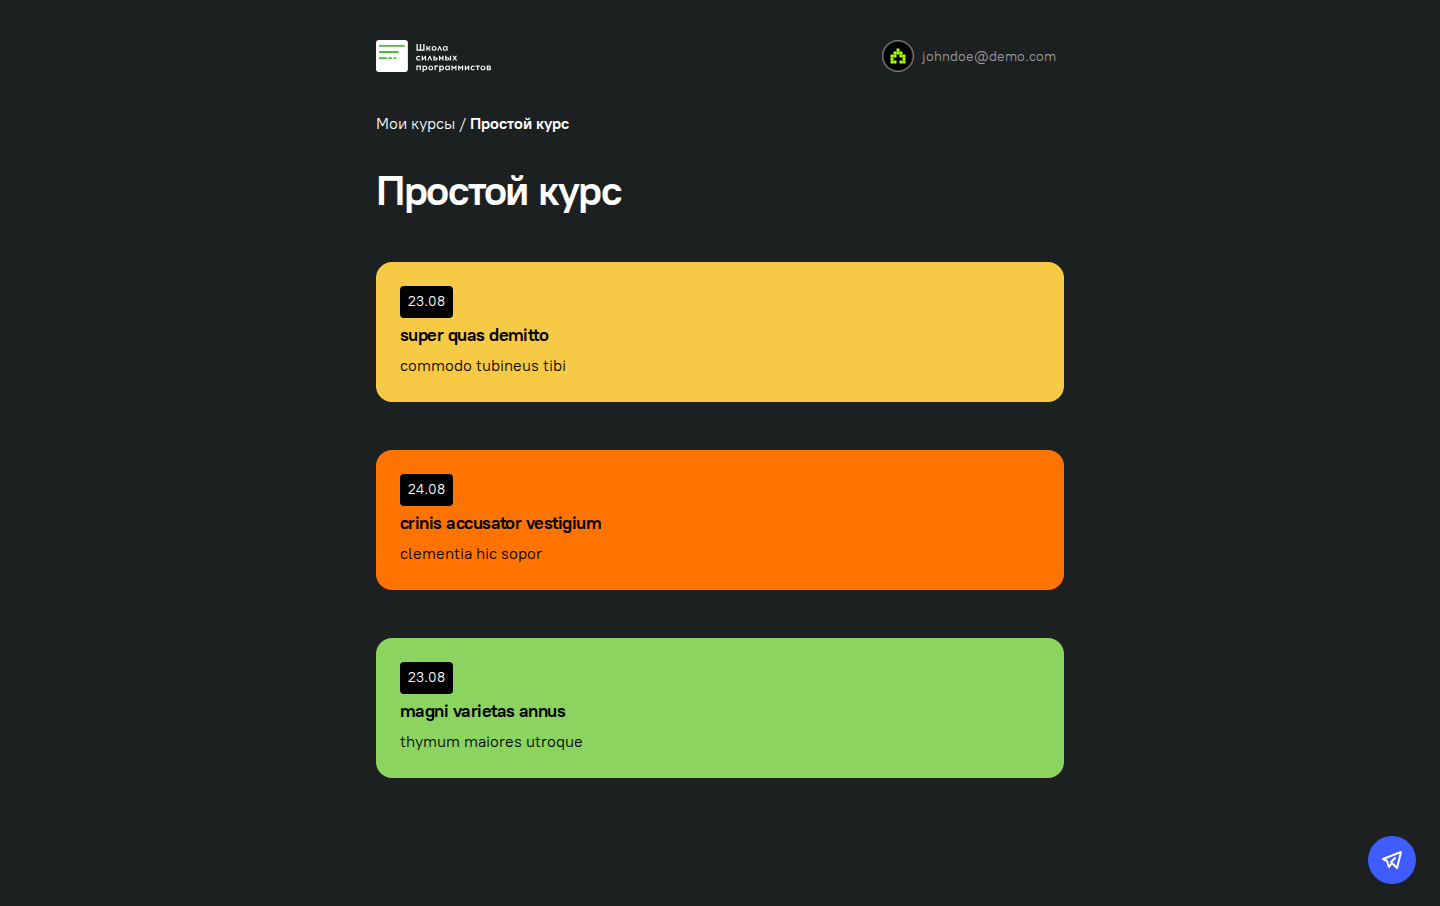 Школа
сильных
программистов
johndoe@demo.com
Мои курсы / Простой курс
Простой курс
23.08
super quas demitto
commodo tubineus tibi
24.08
crinis accusator vestigium
clementia hic sopor
23.08
magni varietas annus
thymum maiores utroque